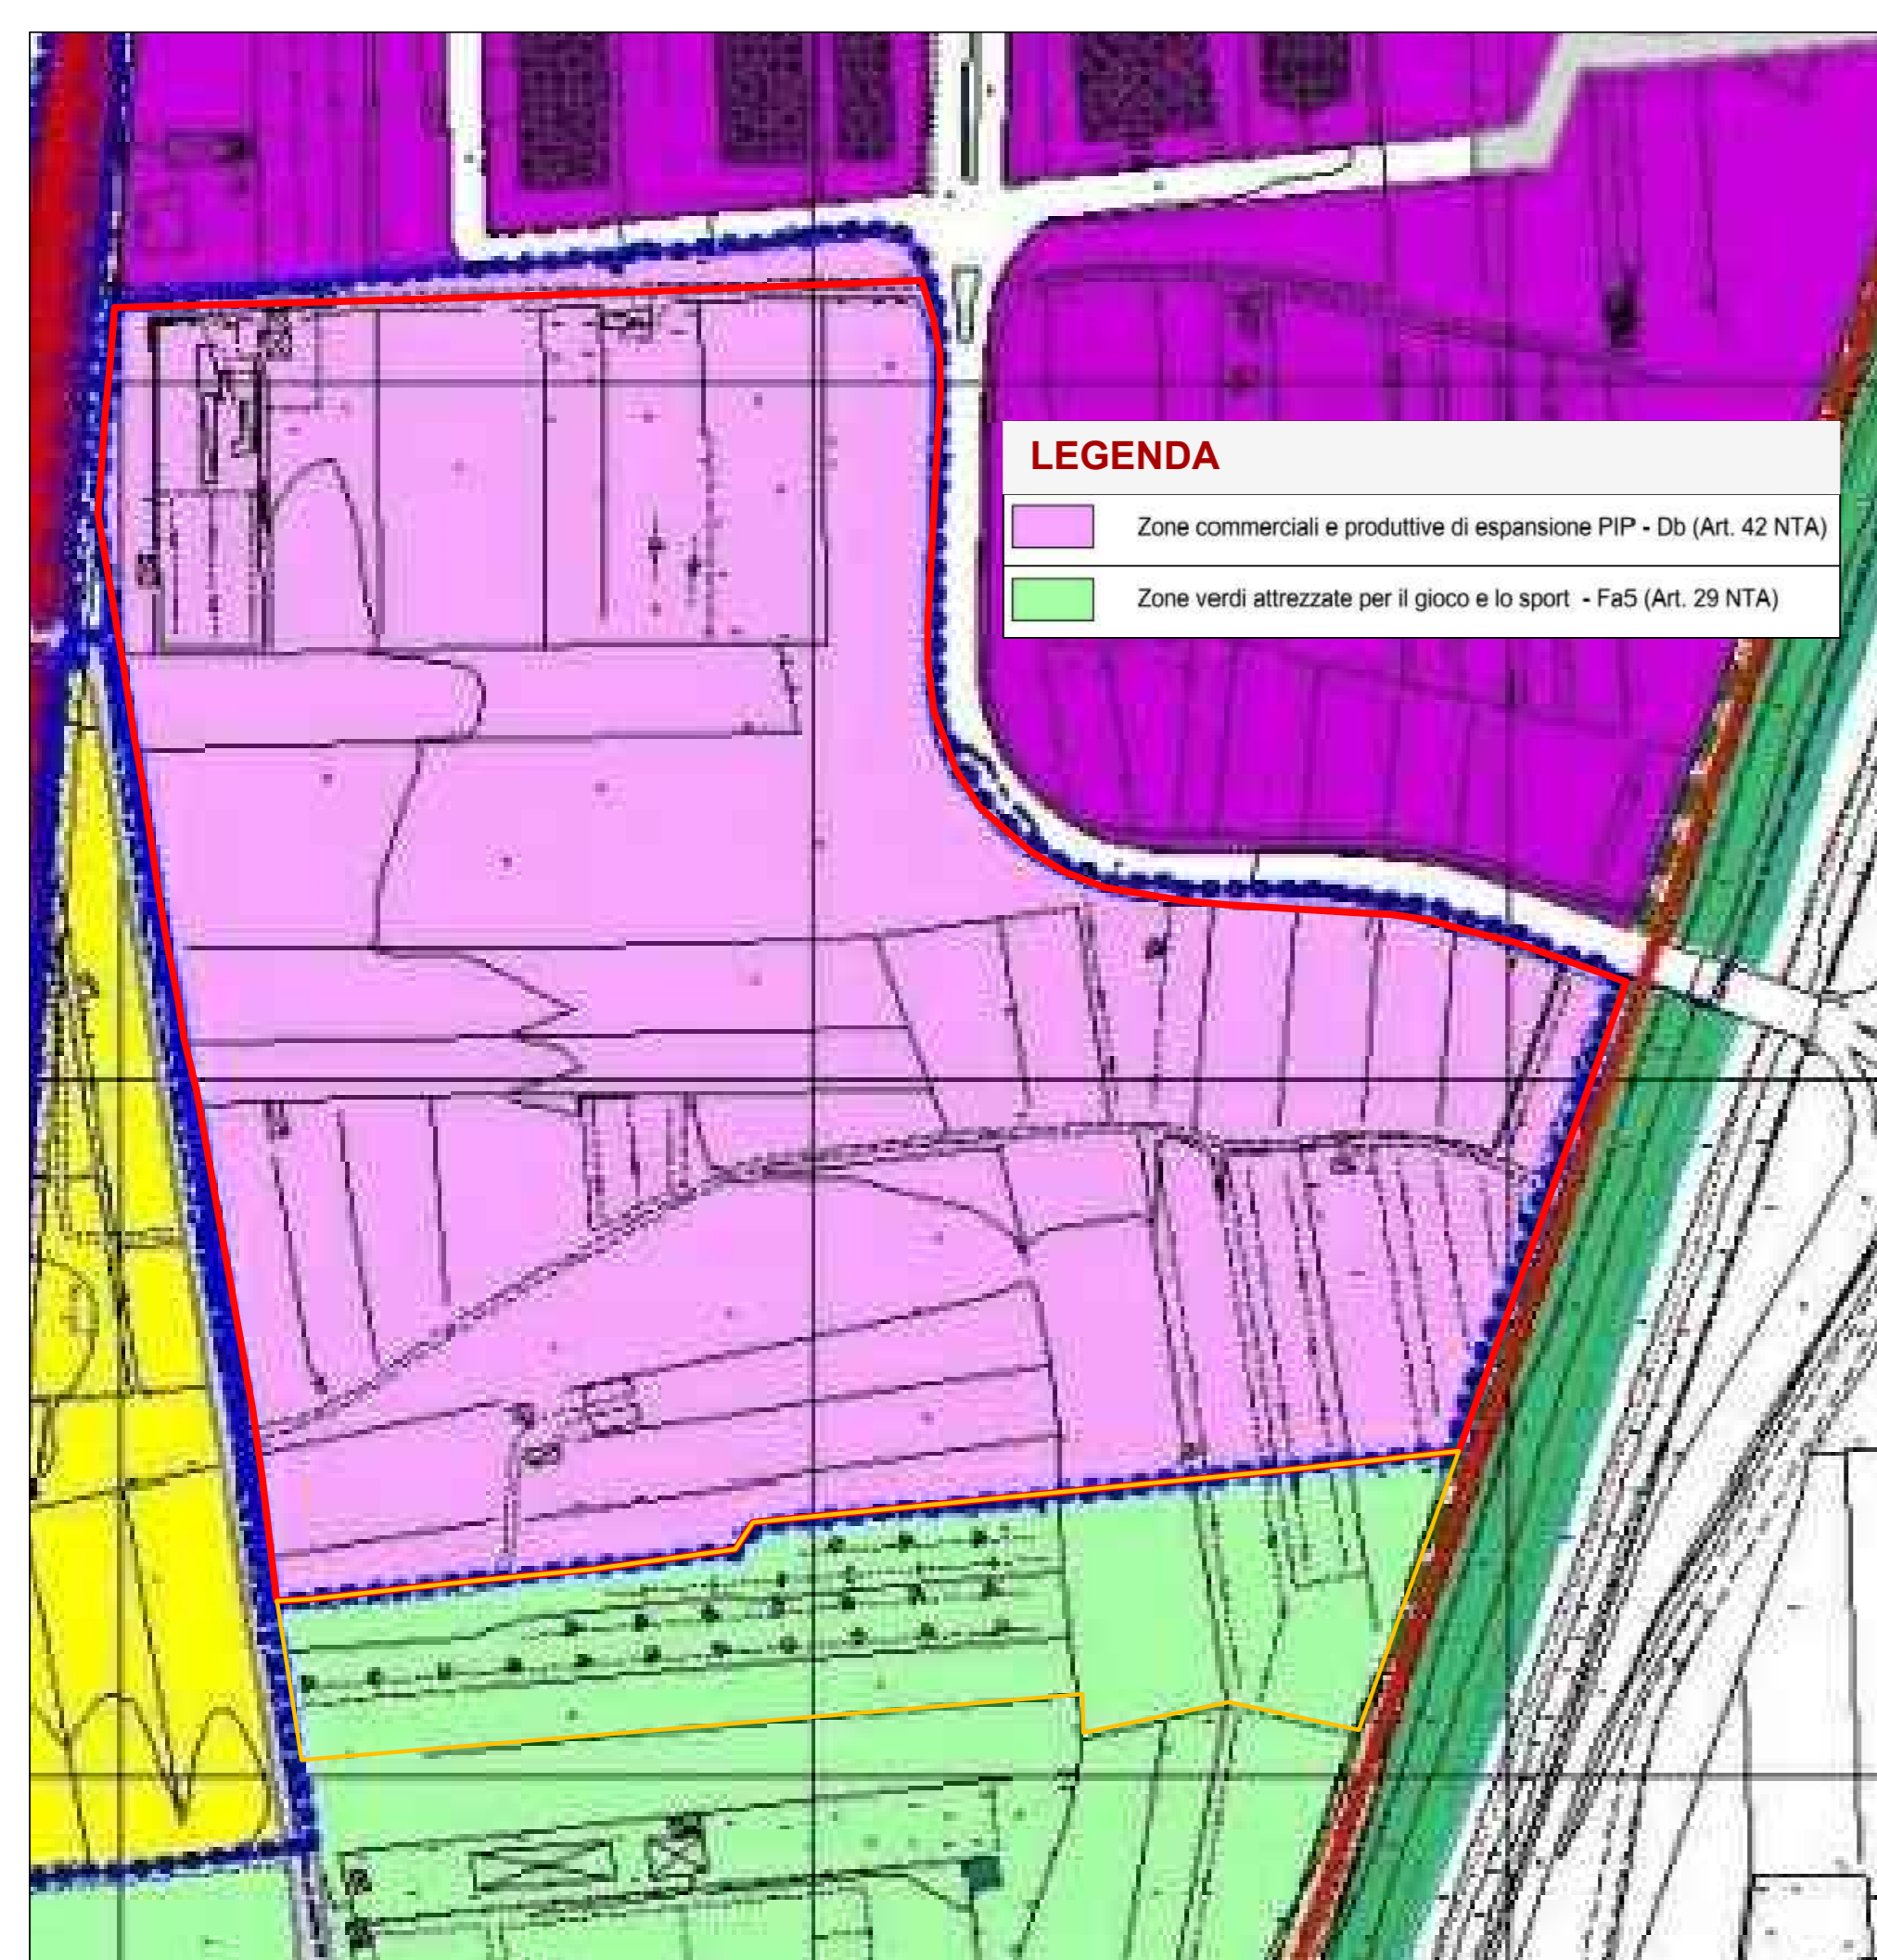 LEGENDA
Zone commerciali e produttive di espansione PIP - Db (Art. 42 NTA)
Zone verdi attrezzate per il gioco e lo sport - Fa5 (Art. 29 NTA)